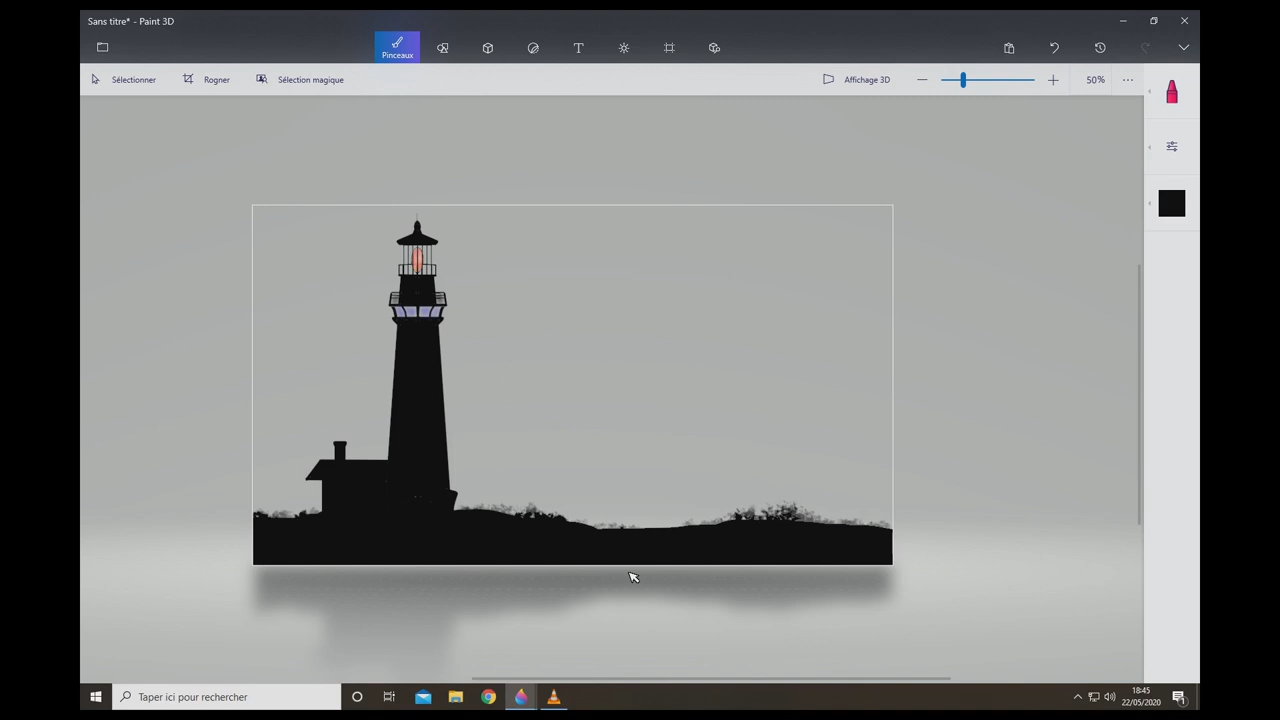 Sans titre* - Paint 3D
Pinceaux
Sélectionner
Rogner
Sélection magique
Affichage 3D
50%
Taper ici pour rechercher
18:45
22/05/2020
1